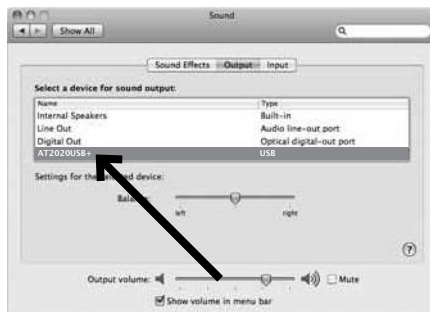 Sound
Show All
Sound Effects Output Input
Select a device for sound output:
Name Type
Internal Speakers Built-in
Line Out Audio line-out port
Digital Out Optical digital-out port
AT2020USB+ USB
Settings for the device:
Balance
left right
?
Output volume: Mute
Show volume in menu bar